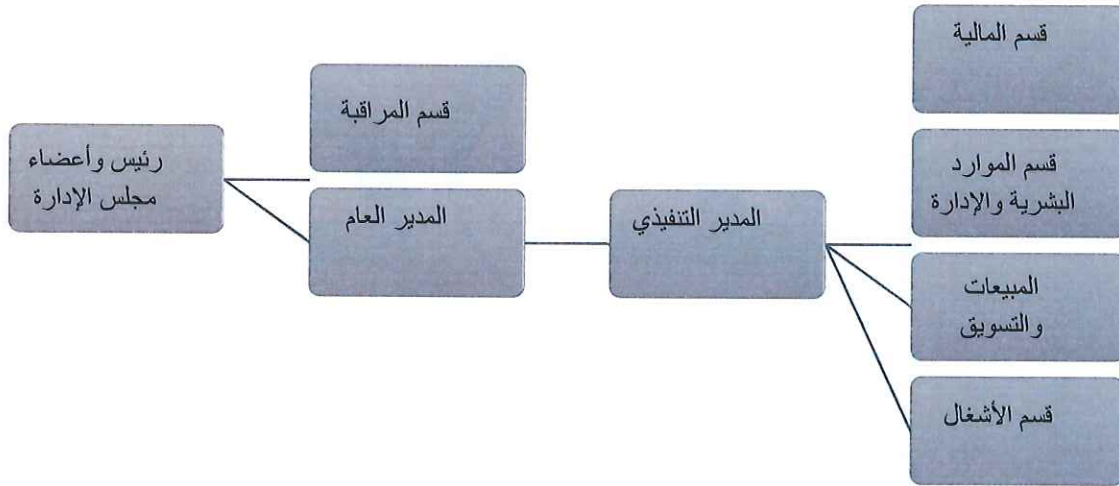 رئيس وأعضاء
مجلس الإدارة
قسم المراقبة
المدير العام
المدير التنفيذي
قسم المالية
قسم الموارد
البشرية والإدارة
المبيعات
والتسويق
قسم الأشغال